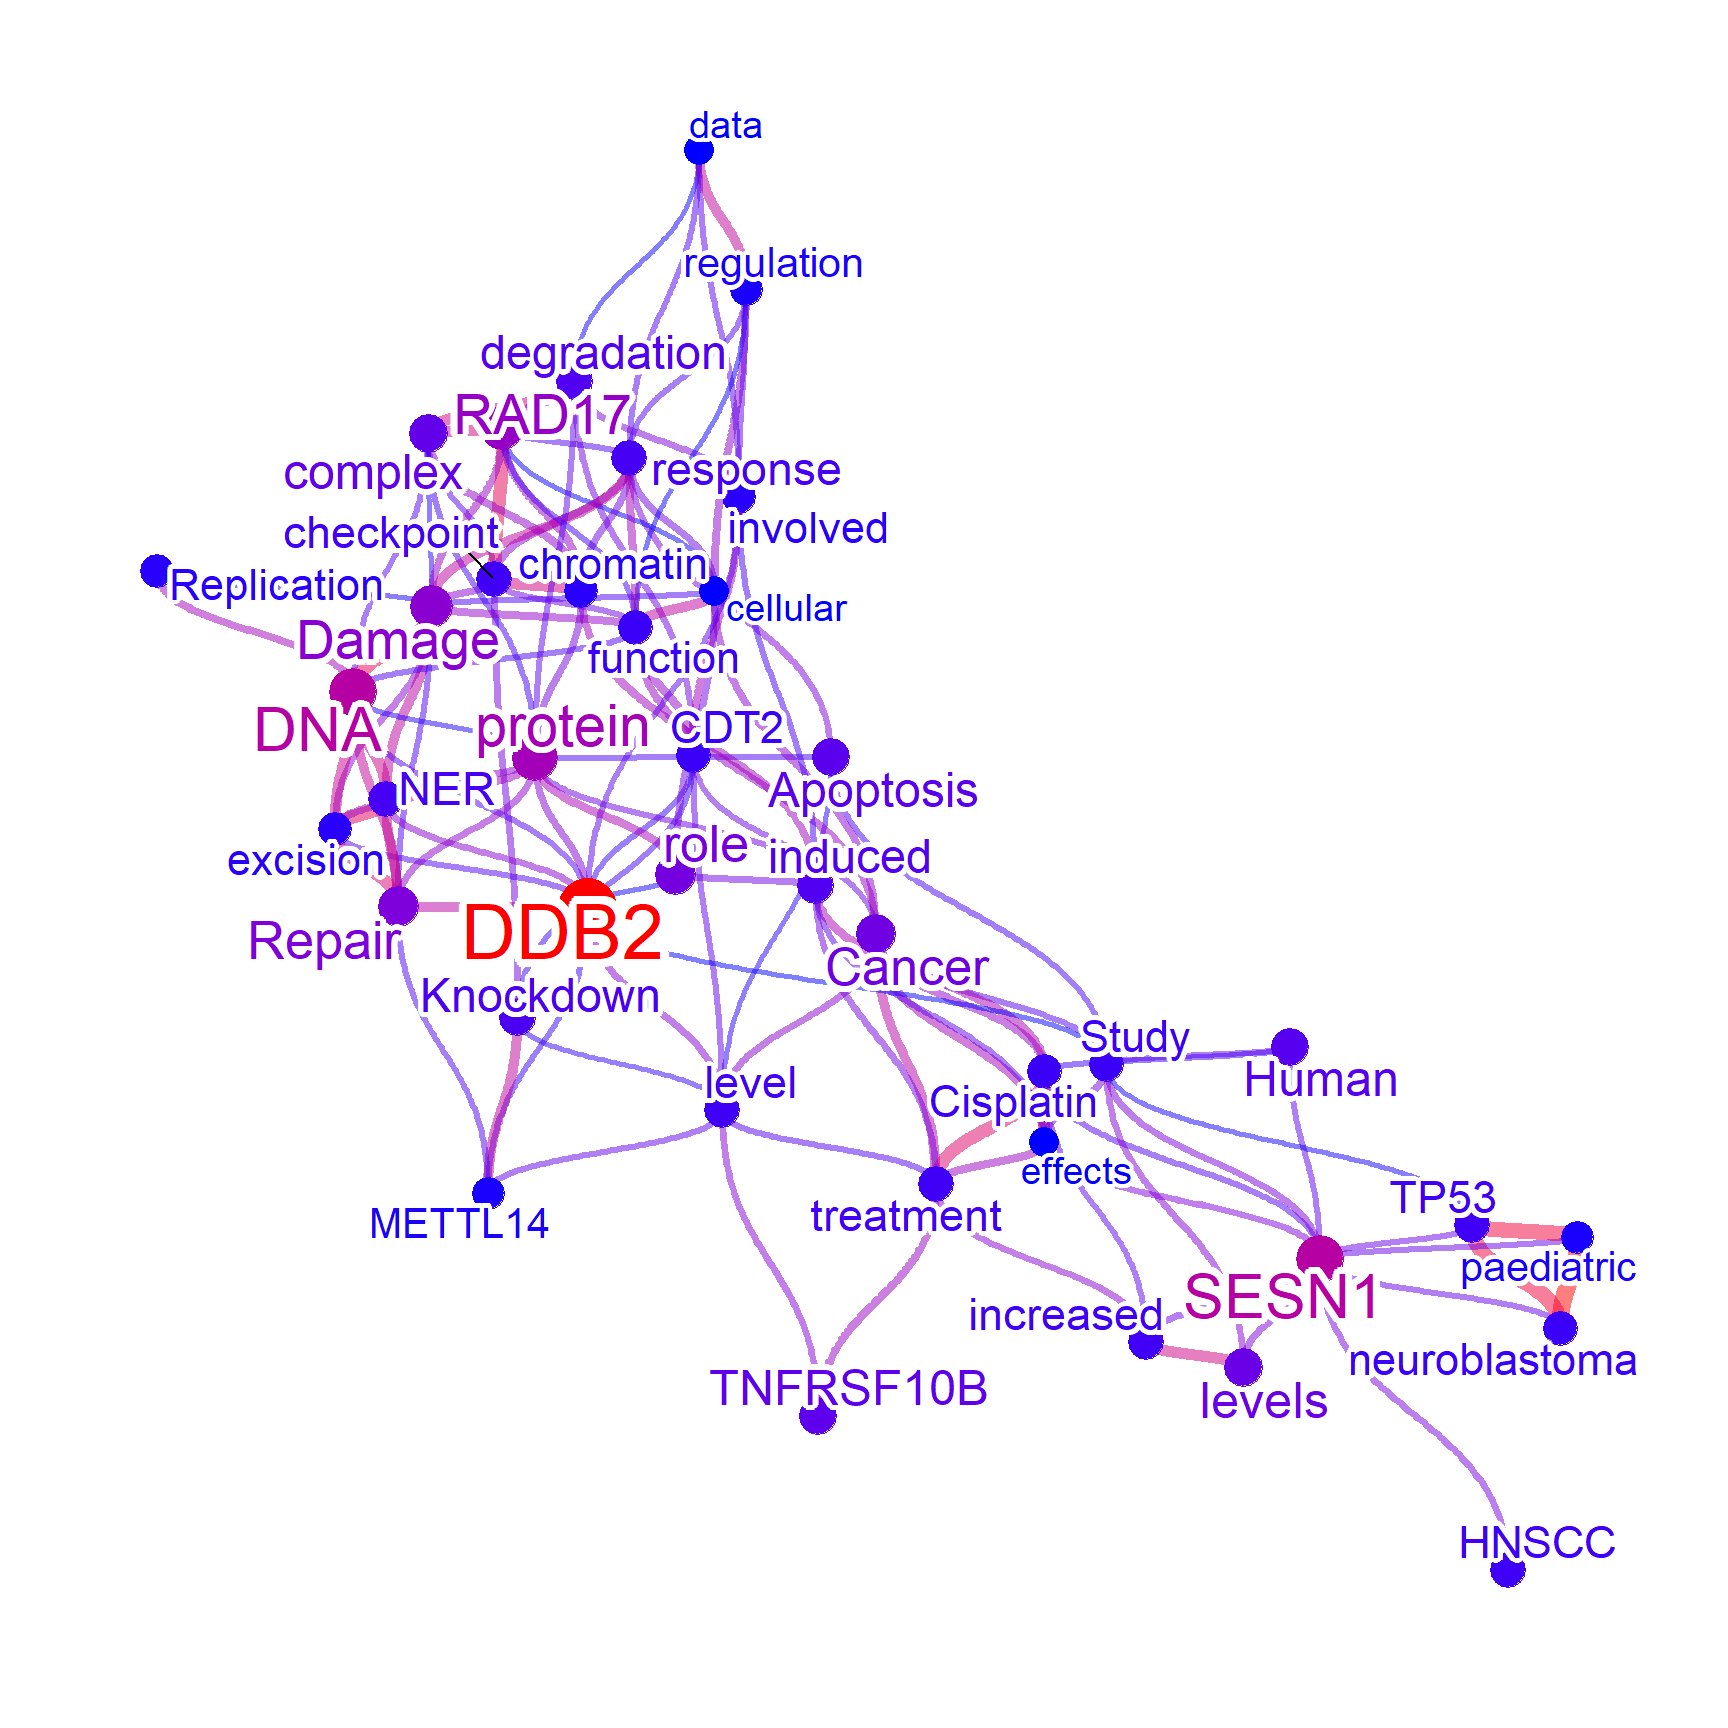 data
regulation
degradation
RAD17
complex
response
checkpoint
involved
chromatin
Replication
cellular
Damage
function
DNA
protein
CDT2
NER
Apoptosis
role
induced
excision
DDB2
Repair
Cancer
Knockdown
Study
level
Human
Cisplatin
effects
METTL14
treatment
TP53
paediatric
SESN1
increased
neuroblastoma
TNFRSF10B
levels
HNSCC